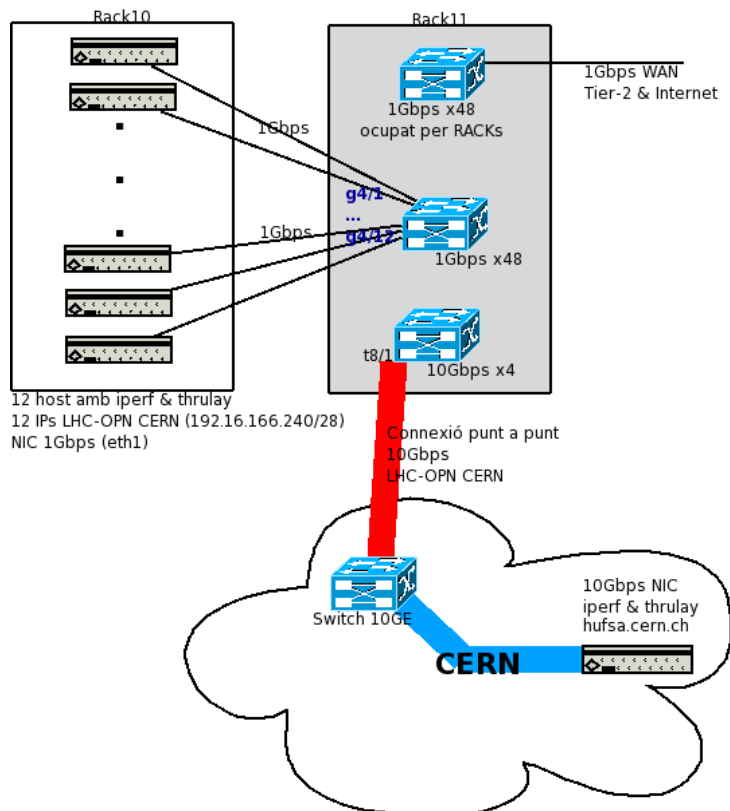 Rack10
Rack11
1Gbps
1Gbps
g4/1
...
g4/12
1Gbps x48
ocupat per RACKs
1Gbps WAN
Tier-2 & Internet
1Gbps x48
t8/1
10Gbps x4
12 host amb iperf & thrulay
12 IPs LHC-OPN CERN (192.16.166.240/28)
NIC 1Gbps (eth1)
Connexió punt a punt
10Gbps
LHC-OPN CERN
Switch 10GE
10Gbps NIC
iperf & thrulay
hufsa.cern.ch
CERN